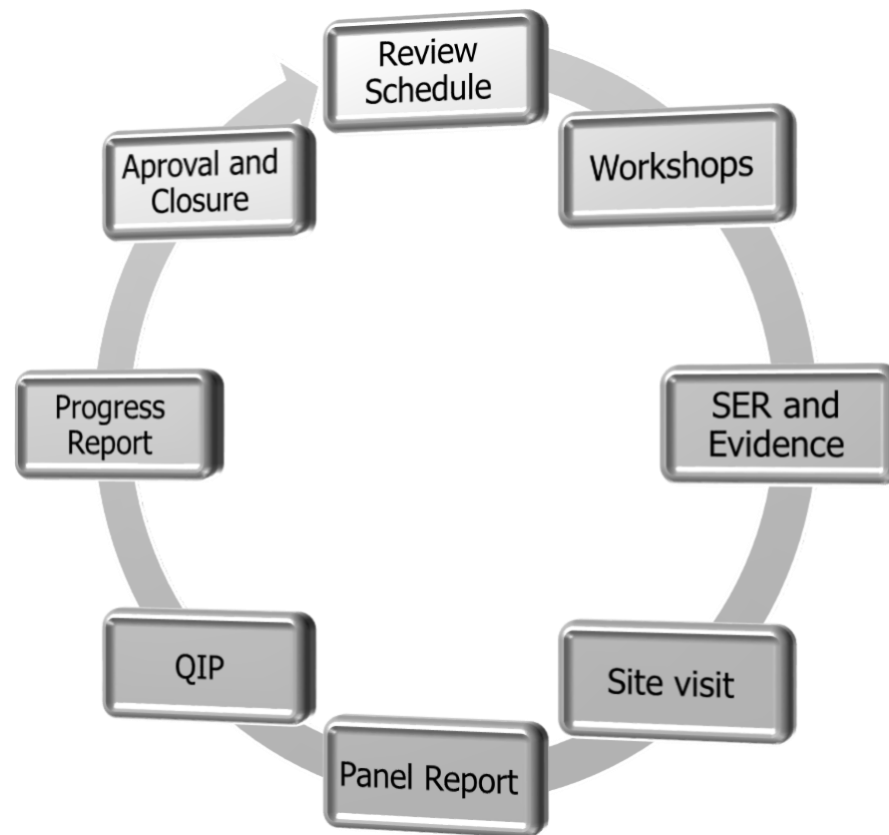 Review
Schedule
Workshops
SER and
Evidence
Site visit
Panel Report
QIP
Progress
Report
Aproval and
Closure